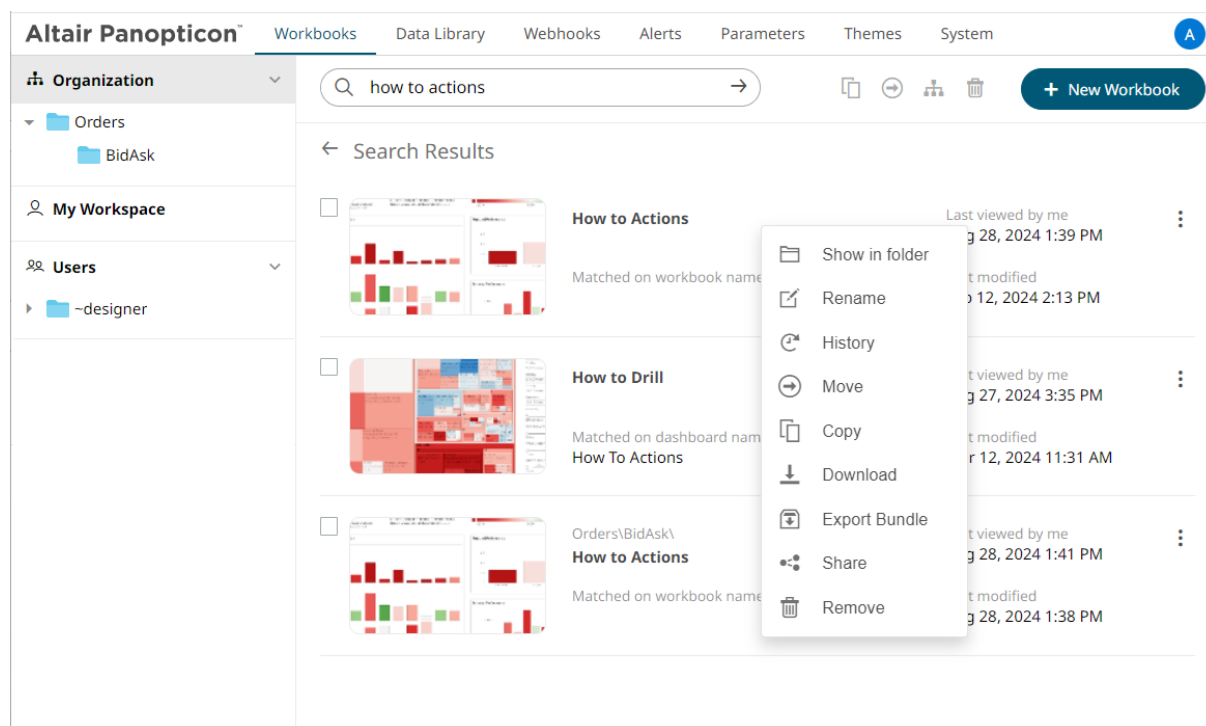 Altair Panopticon™
Workbooks Data Library Webhooks Alerts Parameters Themes System
A
Organization
Orders
BidAsk
My Workspace
Users
~designer
how to actions
+ New Workbook
Search Results
How to Actions
Matched on workbook name
Last viewed by me
g 28, 2024 1:39 PM
t modified
12, 2024 2:13 PM
How to Drill
Matched on dashboard nam
How To Actions
t viewed by me
g 27, 2024 3:35 PM
t modified
r 12, 2024 11:31 AM
Orders\BidAsk\
How to Actions
Matched on workbook name
t viewed by me
g 28, 2024 1:41 PM
t modified
g 28, 2024 1:38 PM
Show in folder
Rename
History
Move
Copy
Download
Export Bundle
Share
Remove